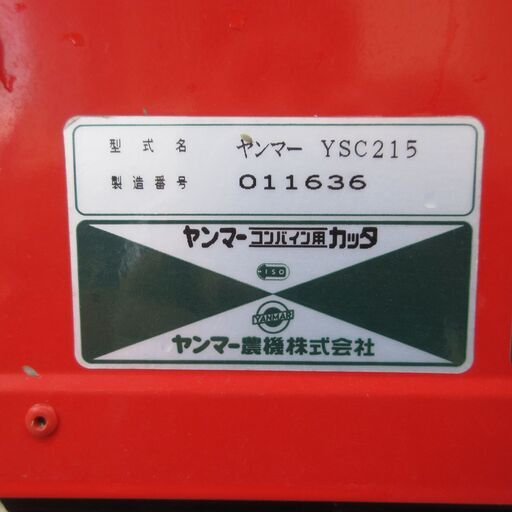 型式名 ヤンマー YSC215
製造番号 011636
ヤンマーコンバイン用カッタ
ISO
YANMAR
ヤンマー農機株式会社